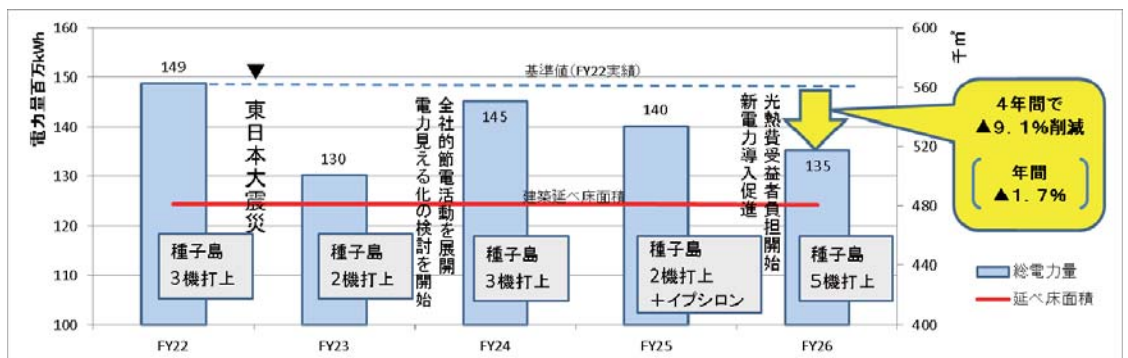 電力量百万kWh
160
150
140
130
120
110
100
149
130
145
140
135
▼
東日本大震災
全社的節電活動を展開
電力見える化の検討を開始
基準値(FY22実績)
建築延べ床面積
光熱費受益者負担開始
新電力導入促進
種子島
3機打上
種子島
2機打上
種子島
3機打上
種子島
2機打上
+イプシロン
種子島
5機打上
FY22
FY23
FY24
FY25
FY26
千㎡
600
560
520
480
440
400
4年間で
▲9.1%削減
年間
▲1.7%
総電力量
延べ床面積